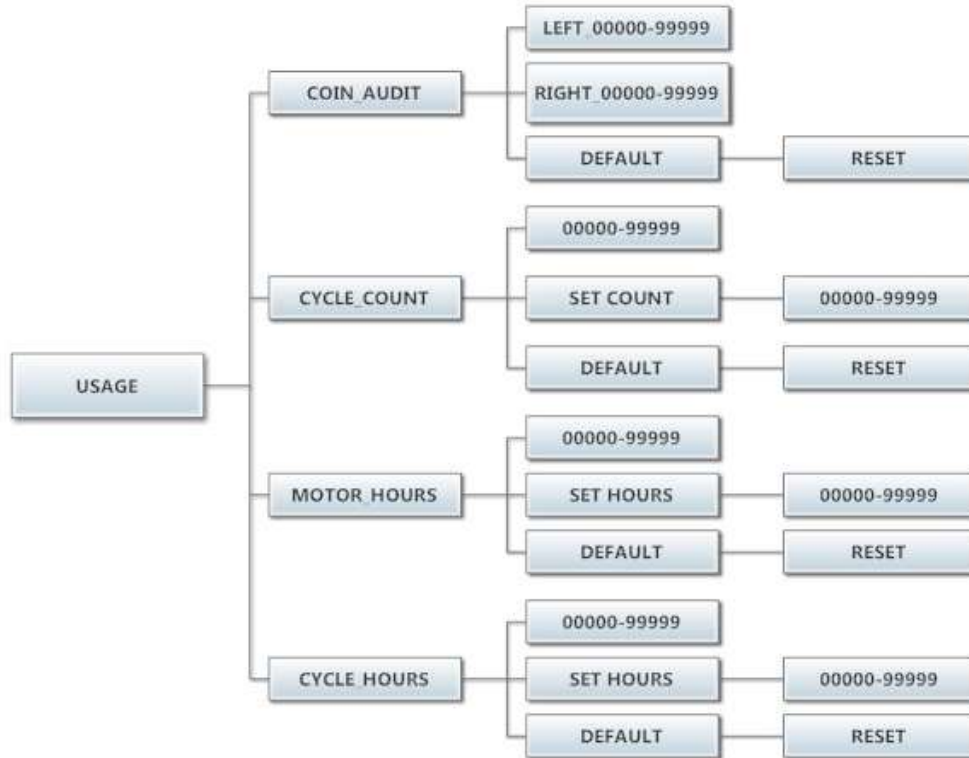 LEFT_00000-99999
COIN_AUDIT
RIGHT_00000-99999
DEFAULT
RESET
00000-99999
CYCLE_COUNT
SET COUNT
00000-99999
DEFAULT
RESET
USAGE
00000-99999
MOTOR_HOURS
SET HOURS
00000-99999
DEFAULT
RESET
00000-99999
CYCLE_HOURS
SET HOURS
00000-99999
DEFAULT
RESET